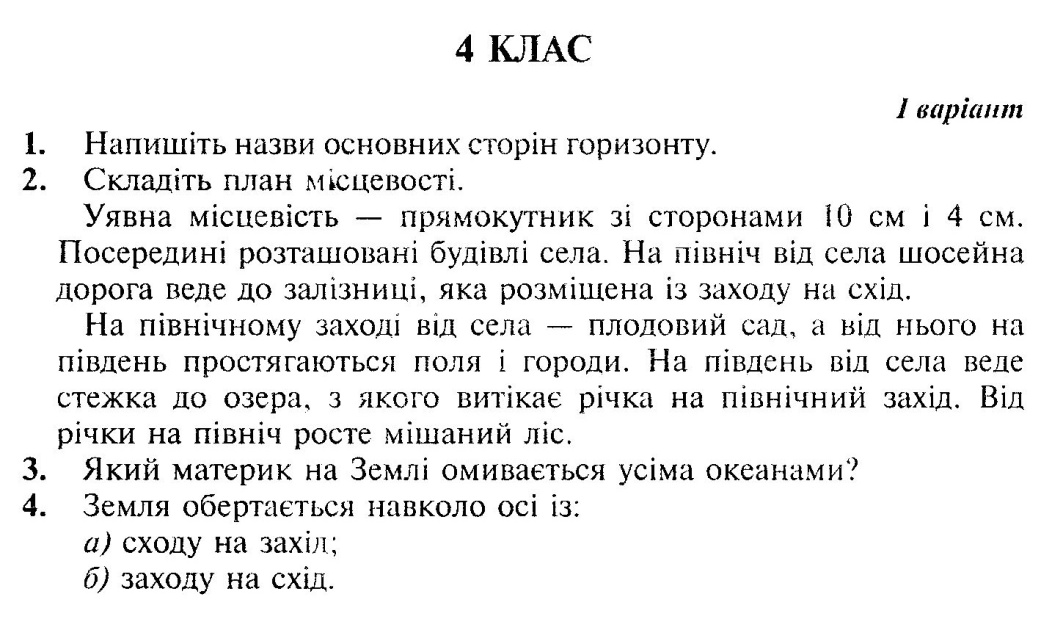 4 КЛАС
1 варіант
1. Напишіть назви основних сторін горизонту.
2. Складіть план місцевості.
Уявна місцевість — прямокутник зі сторонами 10 см і 4 см.
Посередині розташовані будівлі села. На північ від села шосейна
дорога веде до залізниці, яка розміщена із заходу на схід.
На північному заході від села — плодовий сад, а від нього на
південь простягаються поля і городи. На південь від села веде
стежка до озера, з якого витікає річка на північний захід. Від
річки на північ росте мішаний ліс.
3. Який материк на Землі омивається усіма океанами?
4. Земля обертається навколо осі із:
а) сходу на захід;
б) заходу на схід.